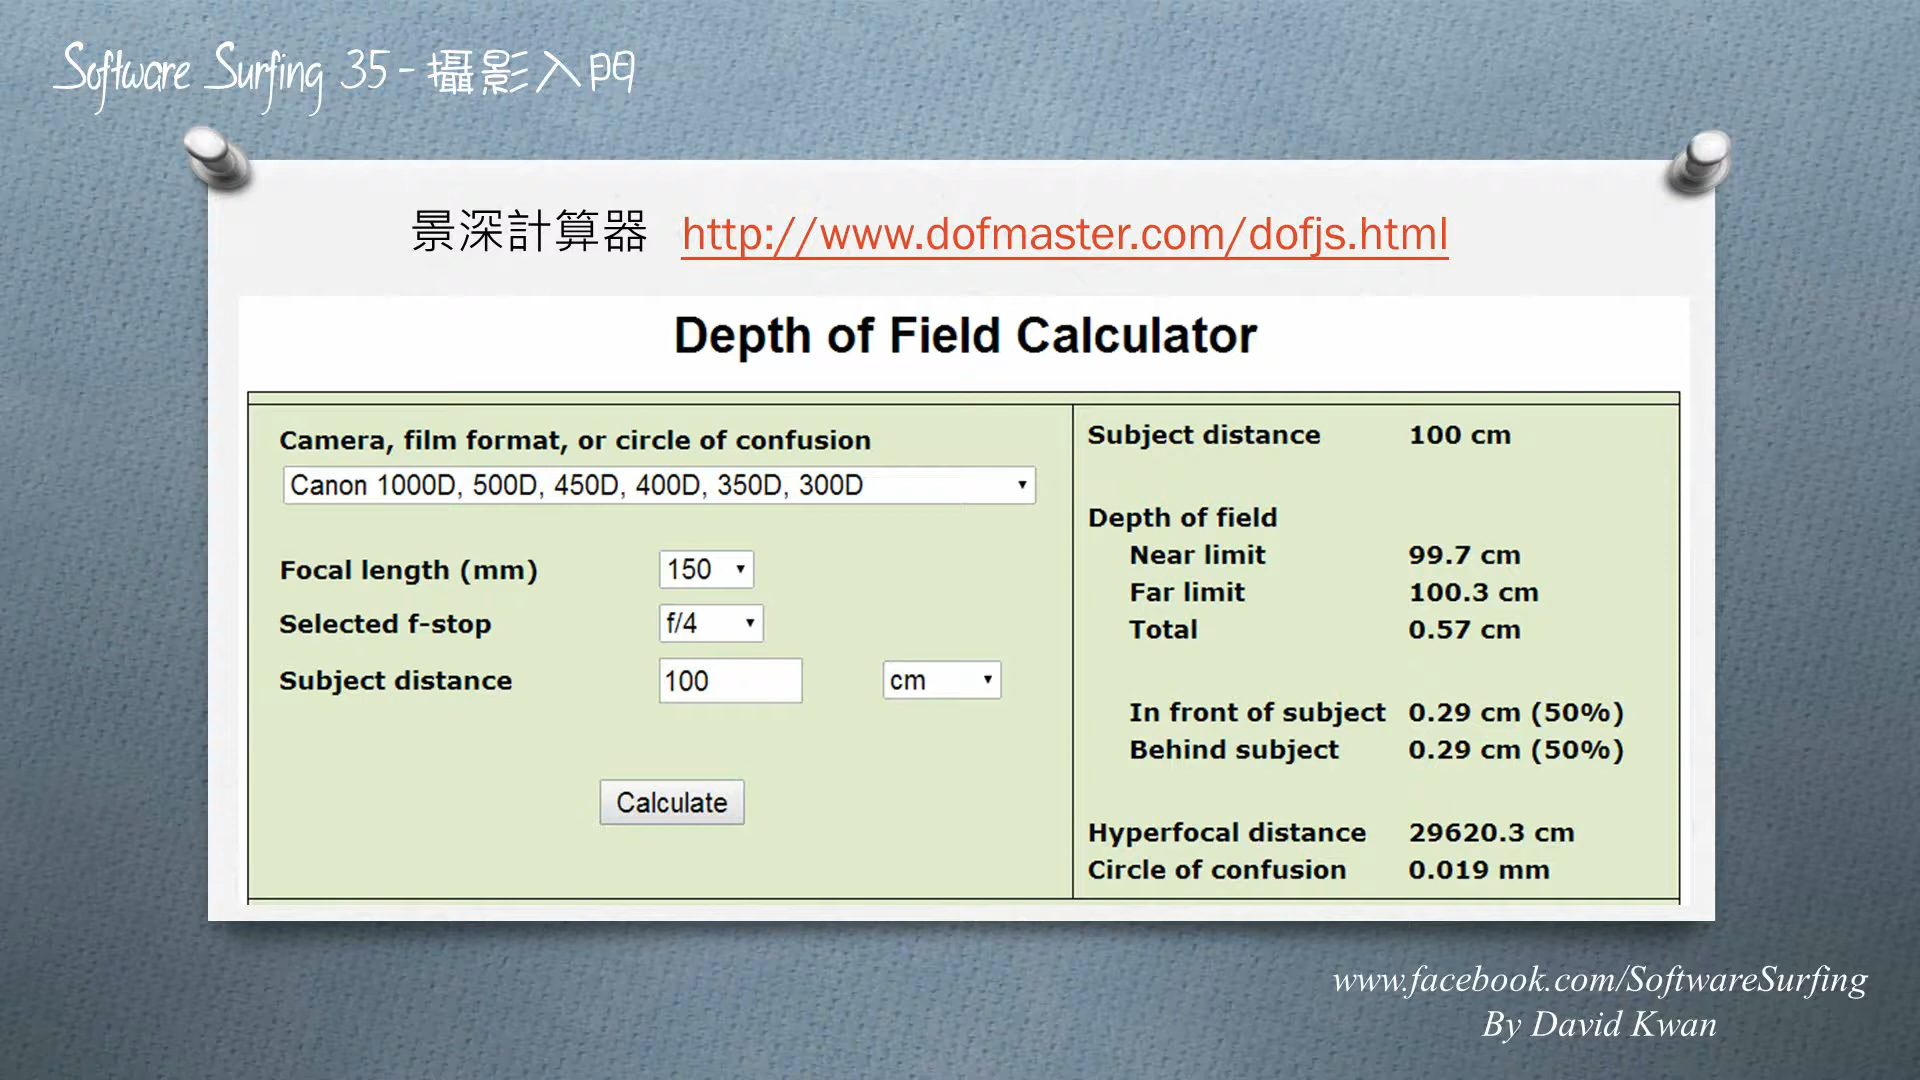 Software Surfing 35 - 攝影入門
景深計算器 http://www.dofmaster.com/dofjs.html
Depth of Field Calculator
Camera, film format, or circle of confusion
Canon 1000D, 500D, 450D, 400D, 350D, 300D
Focal length (mm) 150
Selected f-stop f/4
Subject distance 100 cm
Calculate
Subject distance 100 cm
Depth of field
Near limit 99.7 cm
Far limit 100.3 cm
Total 0.57 cm
In front of subject 0.29 cm (50%)
Behind subject 0.29 cm (50%)
Hyperfocal distance 29620.3 cm
Circle of confusion 0.019 mm
www.facebook.com/SoftwareSurfing
By David Kwan